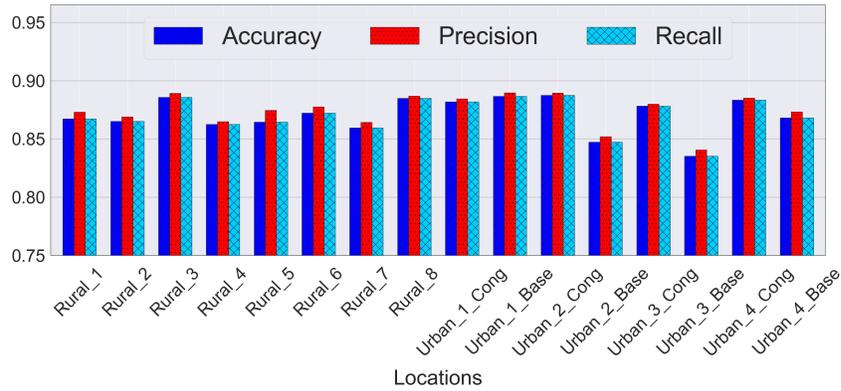 Accuracy Precision Recall
0.95
0.90
0.85
0.80
0.75
Rural_1 Rural_2 Rural_3 Rural_4 Rural_5 Rural_6 Rural_7 Rural_8 Urban_1_Cong Urban_1_Base Urban_2_Cong Urban_2_Base Urban_3_Cong Urban_3_Base Urban_4_Cong Urban_4_Base
Locations